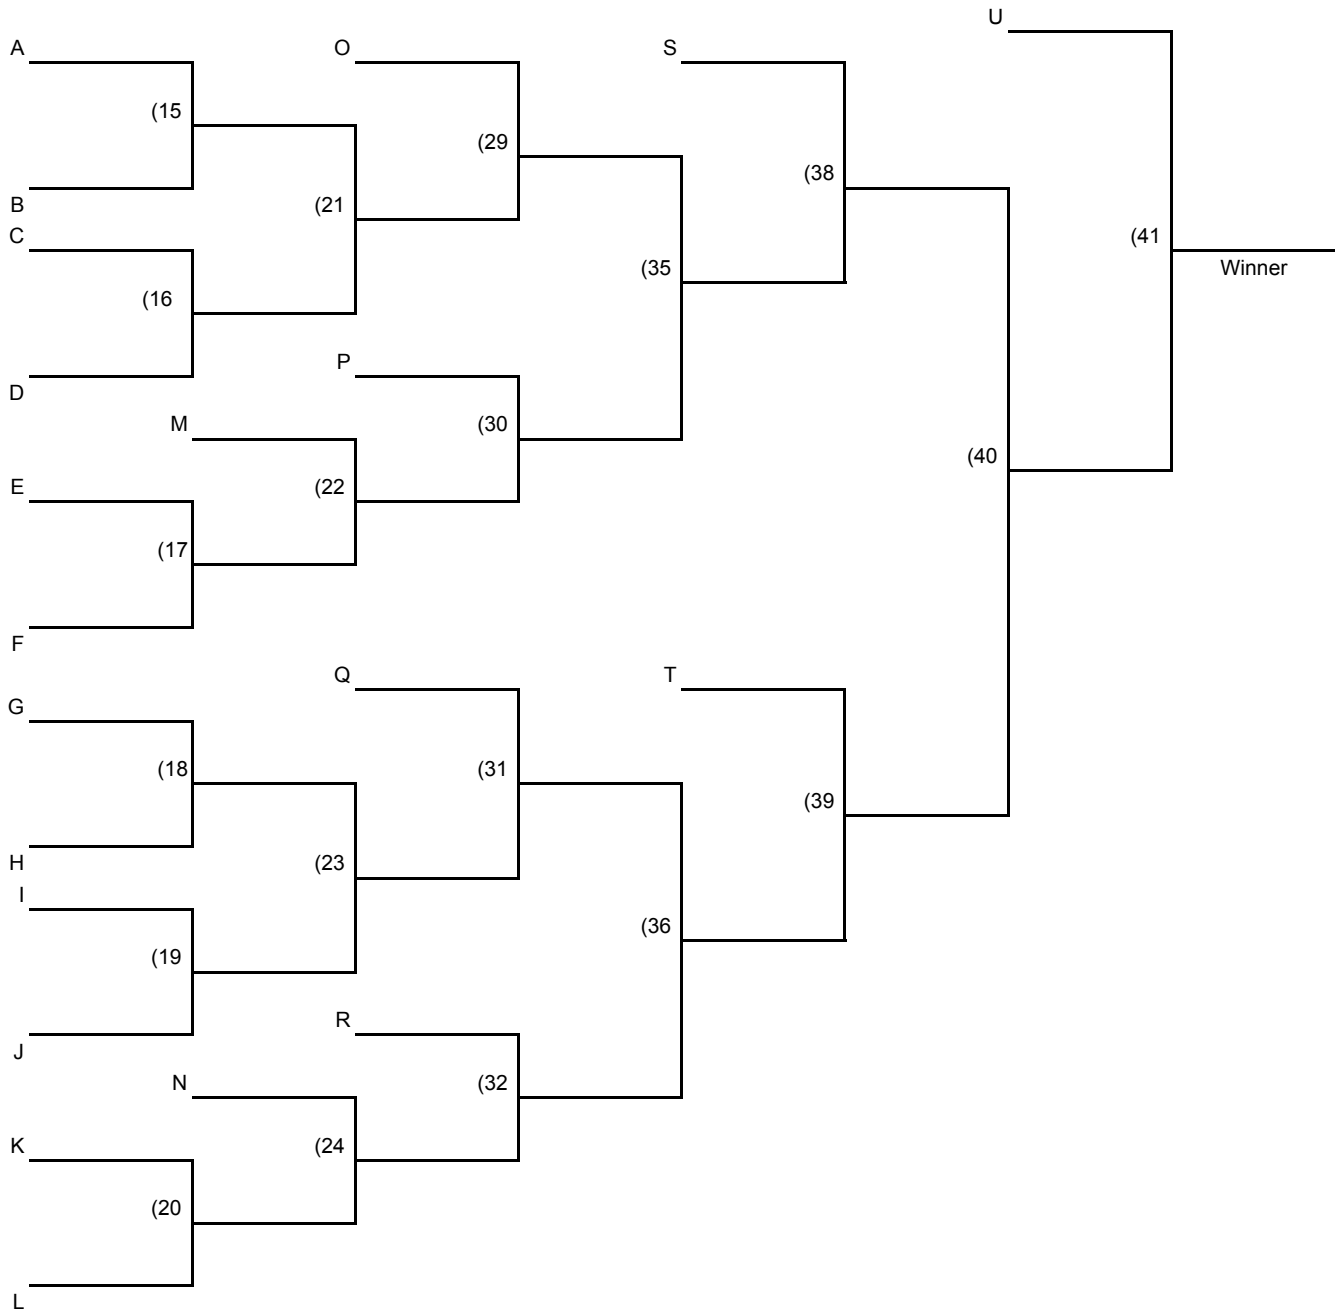 U
A
O
S
(15
(29
(38
B
(21
C
(41
Winner
(35
(16
P
D
M
(30
(40
E
(22
(17
F
Q
T
G
(18
(31
(39
H
(23
I
(36
(19
R
J
N
(32
K
(24
(20
L